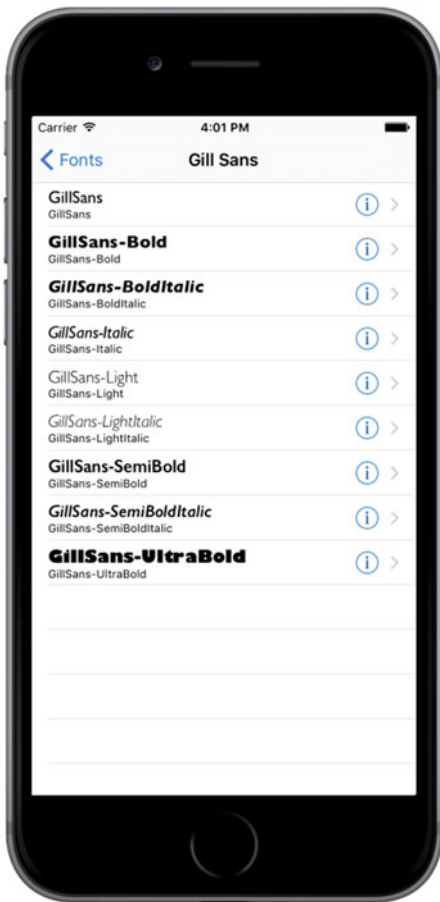 Carrier 4:01 PM
Fonts Gill Sans
GillSans
GillSans
GillSans-Bold
GillSans-Bold
GillSans-BoldItalic
GillSans-BoldItalic
GillSans-Italic
GillSans-Italic
GillSans-Light
GillSans-Light
GillSans-LightItalic
GillSans-LightItalic
GillSans-SemiBold
GillSans-SemiBold
GillSans-SemiBoldItalic
GillSans-SemiBoldItalic
GillSans-UltraBold
GillSans-UltraBold